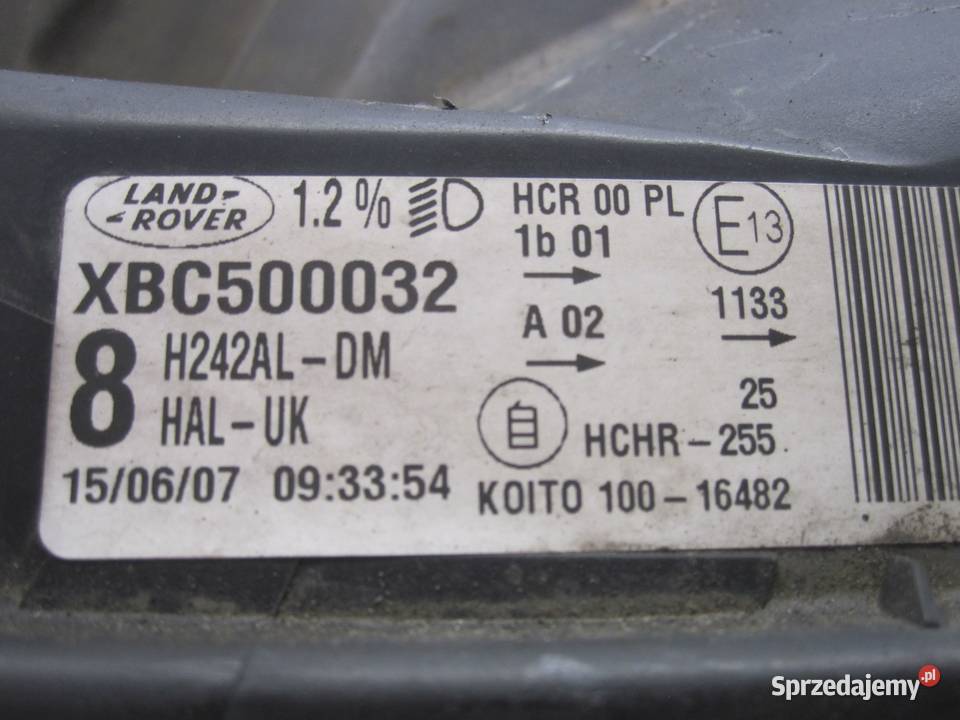 LAND-
ROVER
1.2%
HCR 00 PL
E13
1b 01
XBC500032
1133
A 02
8
H242AL-DM
HAL-UK
25
HCHR-255
15/06/07 09:33:54
KOITO 100-16482
Sprzedajemy.pl